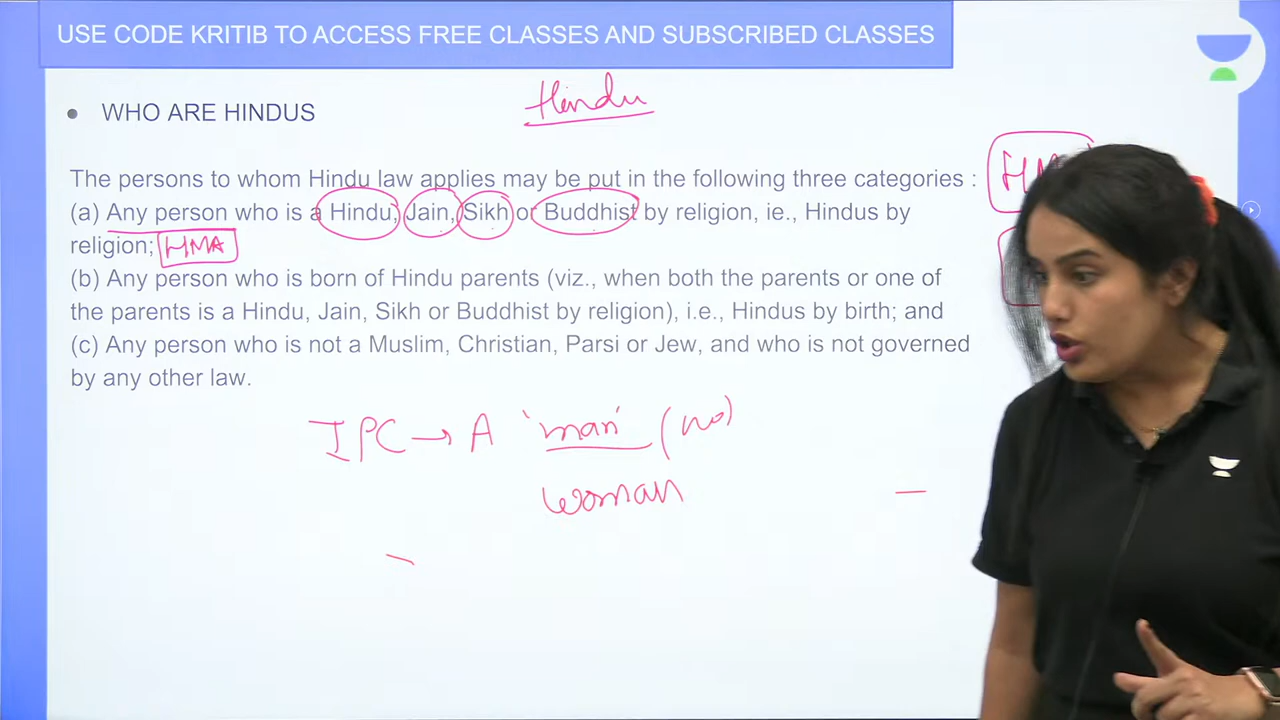 USE CODE KRITIB TO ACCESS FREE CLASSES AND SUBSCRIBED CLASSES
Hindu
• WHO ARE HINDUS
The persons to whom Hindu law applies may be put in the following three categories :
(a) Any person who is a Hindu, Jain, Sikh or Buddhist by religion, ie., Hindus by
religion; HMA
(b) Any person who is born of Hindu parents (viz., when both the parents or one of
the parents is a Hindu, Jain, Sikh or Buddhist by religion), i.e., Hindus by birth; and
(c) Any person who is not a Muslim, Christian, Parsi or Jew, and who is not governed
by any other law.
IPC → A 'man' (no)
woman